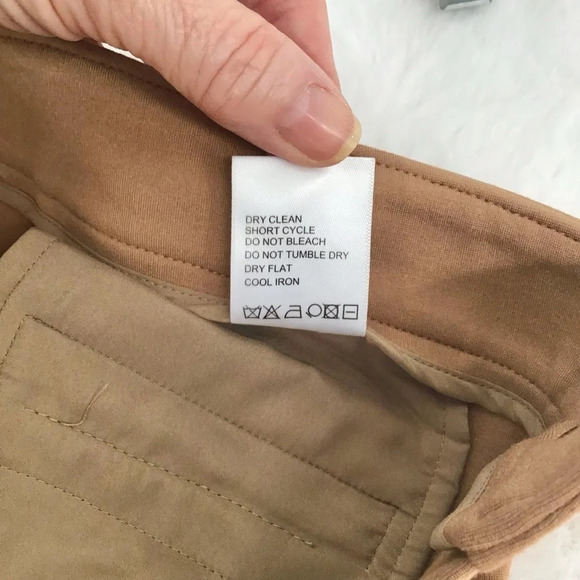 DRY CLEAN
SHORT CYCLE
DO NOT BLEACH
DO NOT TUMBLE DRY
DRY FLAT
COOL IRON